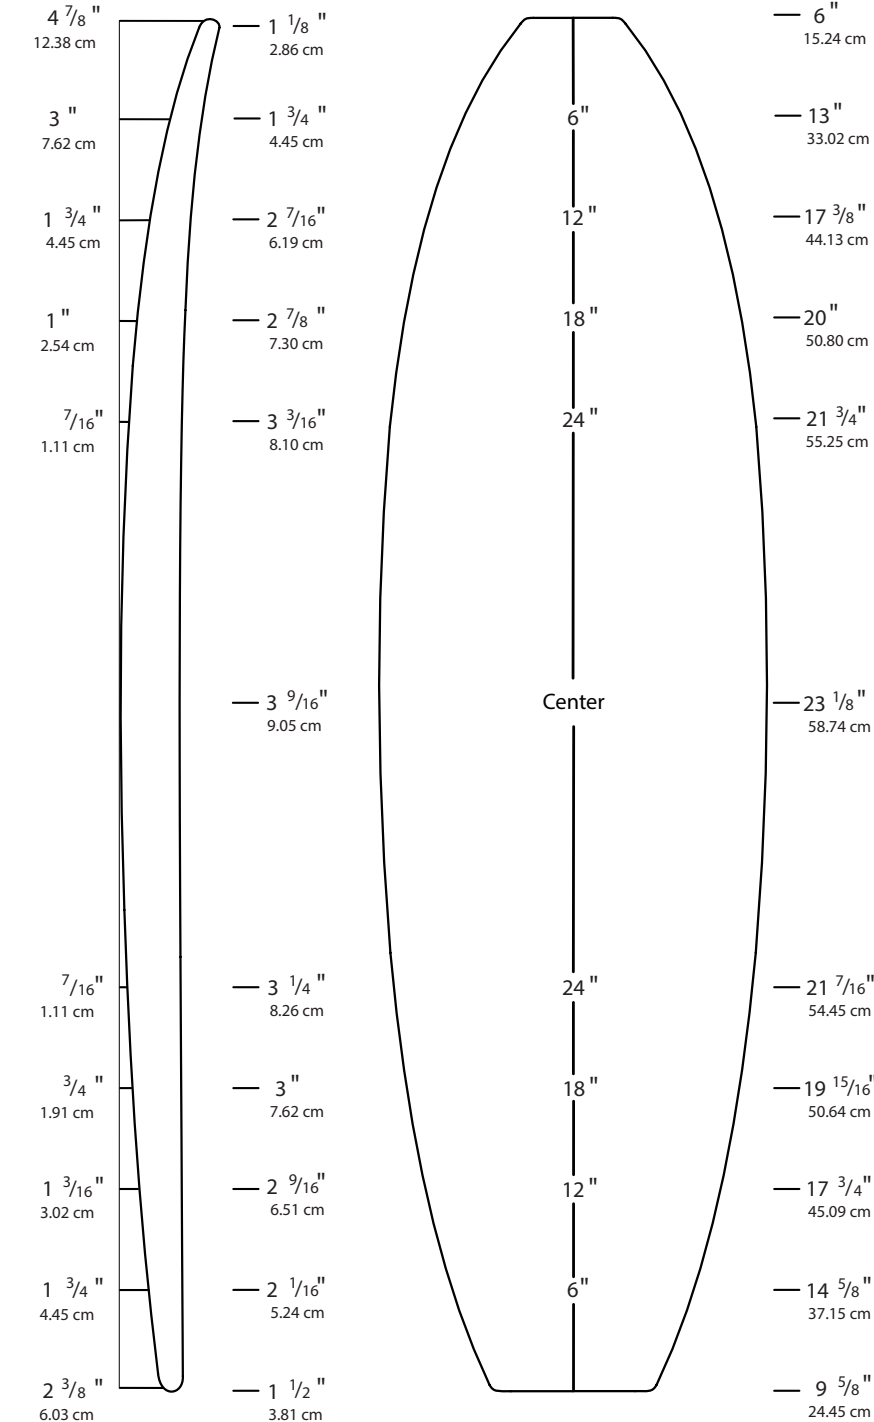 4 7/8 "
12.38 cm
1 1/8 "
2.86 cm
6 "
15.24 cm
3 "
7.62 cm
1 3/4 "
4.45 cm
6"
13 "
33.02 cm
1 3/4 "
4.45 cm
2 7/16"
6.19 cm
12 "
17 3/8 "
44.13 cm
1 "
2.54 cm
2 7/8 "
7.30 cm
18 "
20 "
50.80 cm
7/16"
1.11 cm
3 3/16"
8.10 cm
24 "
21 3/4 "
55.25 cm
3 9/16"
9.05 cm
Center
23 1/8 "
58.74 cm
7/16"
1.11 cm
3 1/4 "
8.26 cm
24 "
21 7/16"
54.45 cm
3/4 "
1.91 cm
3 "
7.62 cm
18 "
19 15/16"
50.64 cm
1 3/16"
3.02 cm
2 9/16"
6.51 cm
12 "
17 3/4 "
45.09 cm
1 3/4 "
4.45 cm
2 1/16"
5.24 cm
6"
14 5/8 "
37.15 cm
2 3/8 "
6.03 cm
1 1/2 "
3.81 cm
9 5/8 "
24.45 cm